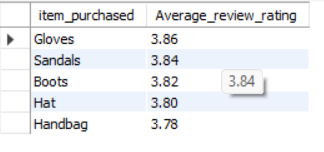 item_purchased Average_review_rating
Gloves 3.86
Sandals 3.84
Boots 3.82 3.84
Hat 3.80
Handbag 3.78